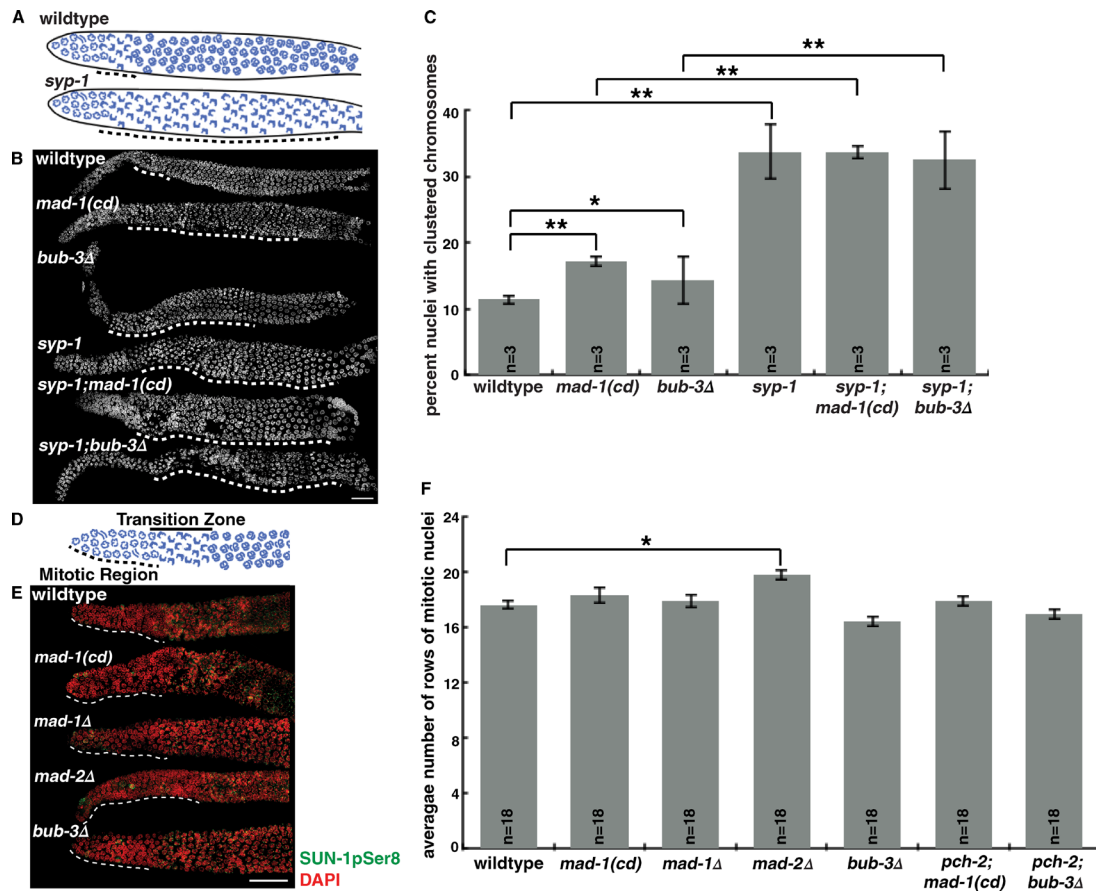 A
wildtype
syp-1
B
wildtype
mad-1(cd)
bub-3Δ
syp-1
syp-1;mad-1(cd)
syp-1;bub-3Δ
C
percent nuclei with clustered chromosomes
40
30
20
10
0
**
**
**
*
**
n=3
n=3
n=3
n=3
n=3
n=3
wildtype
mad-1(cd)
bub-3Δ
syp-1
syp-1;
mad-1(cd)
syp-1;
bub-3Δ
D
Transition Zone
Mitotic Region
E
wildtype
mad-1(cd)
mad-1Δ
mad-2Δ
bub-3Δ
SUN-1pSer8
DAPI
F
averagae number of rows of mitotic nuclei
24
20
16
12
8
4
0
*
n=18
n=18
n=18
n=18
n=18
n=18
n=18
wildtype
mad-1(cd)
mad-1Δ
mad-2Δ
bub-3Δ
pch-2;
mad-1(cd)
pch-2;
bub-3Δ